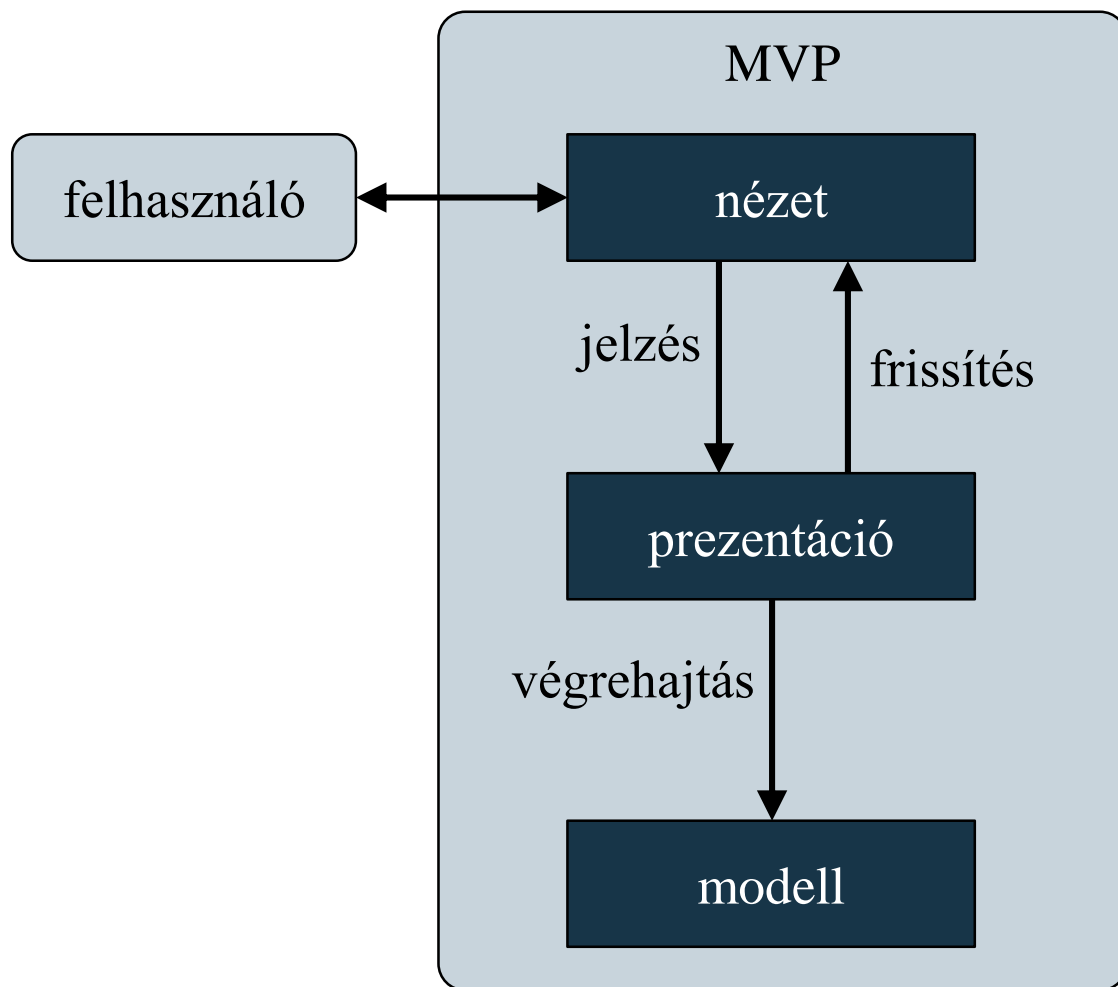 MVP
felhasználó
nézet
jelzés
frissítés
prezentáció
végrehajtás
modell